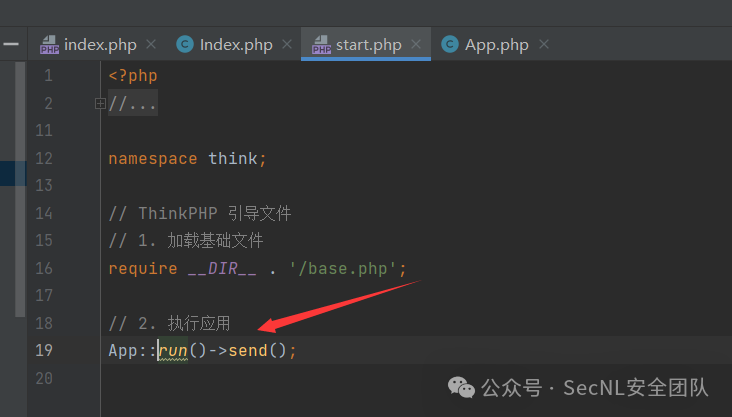 index.php
Index.php
start.php
App.php
1 <?php
2 //...
11
12 namespace think;
13
14 // ThinkPHP 引导文件
15 // 1. 加载基础文件
16 require __DIR__ . '/base.php';
17
18 // 2. 执行应用
19 App::run()->send();
20
公众号 · SecNL安全团队